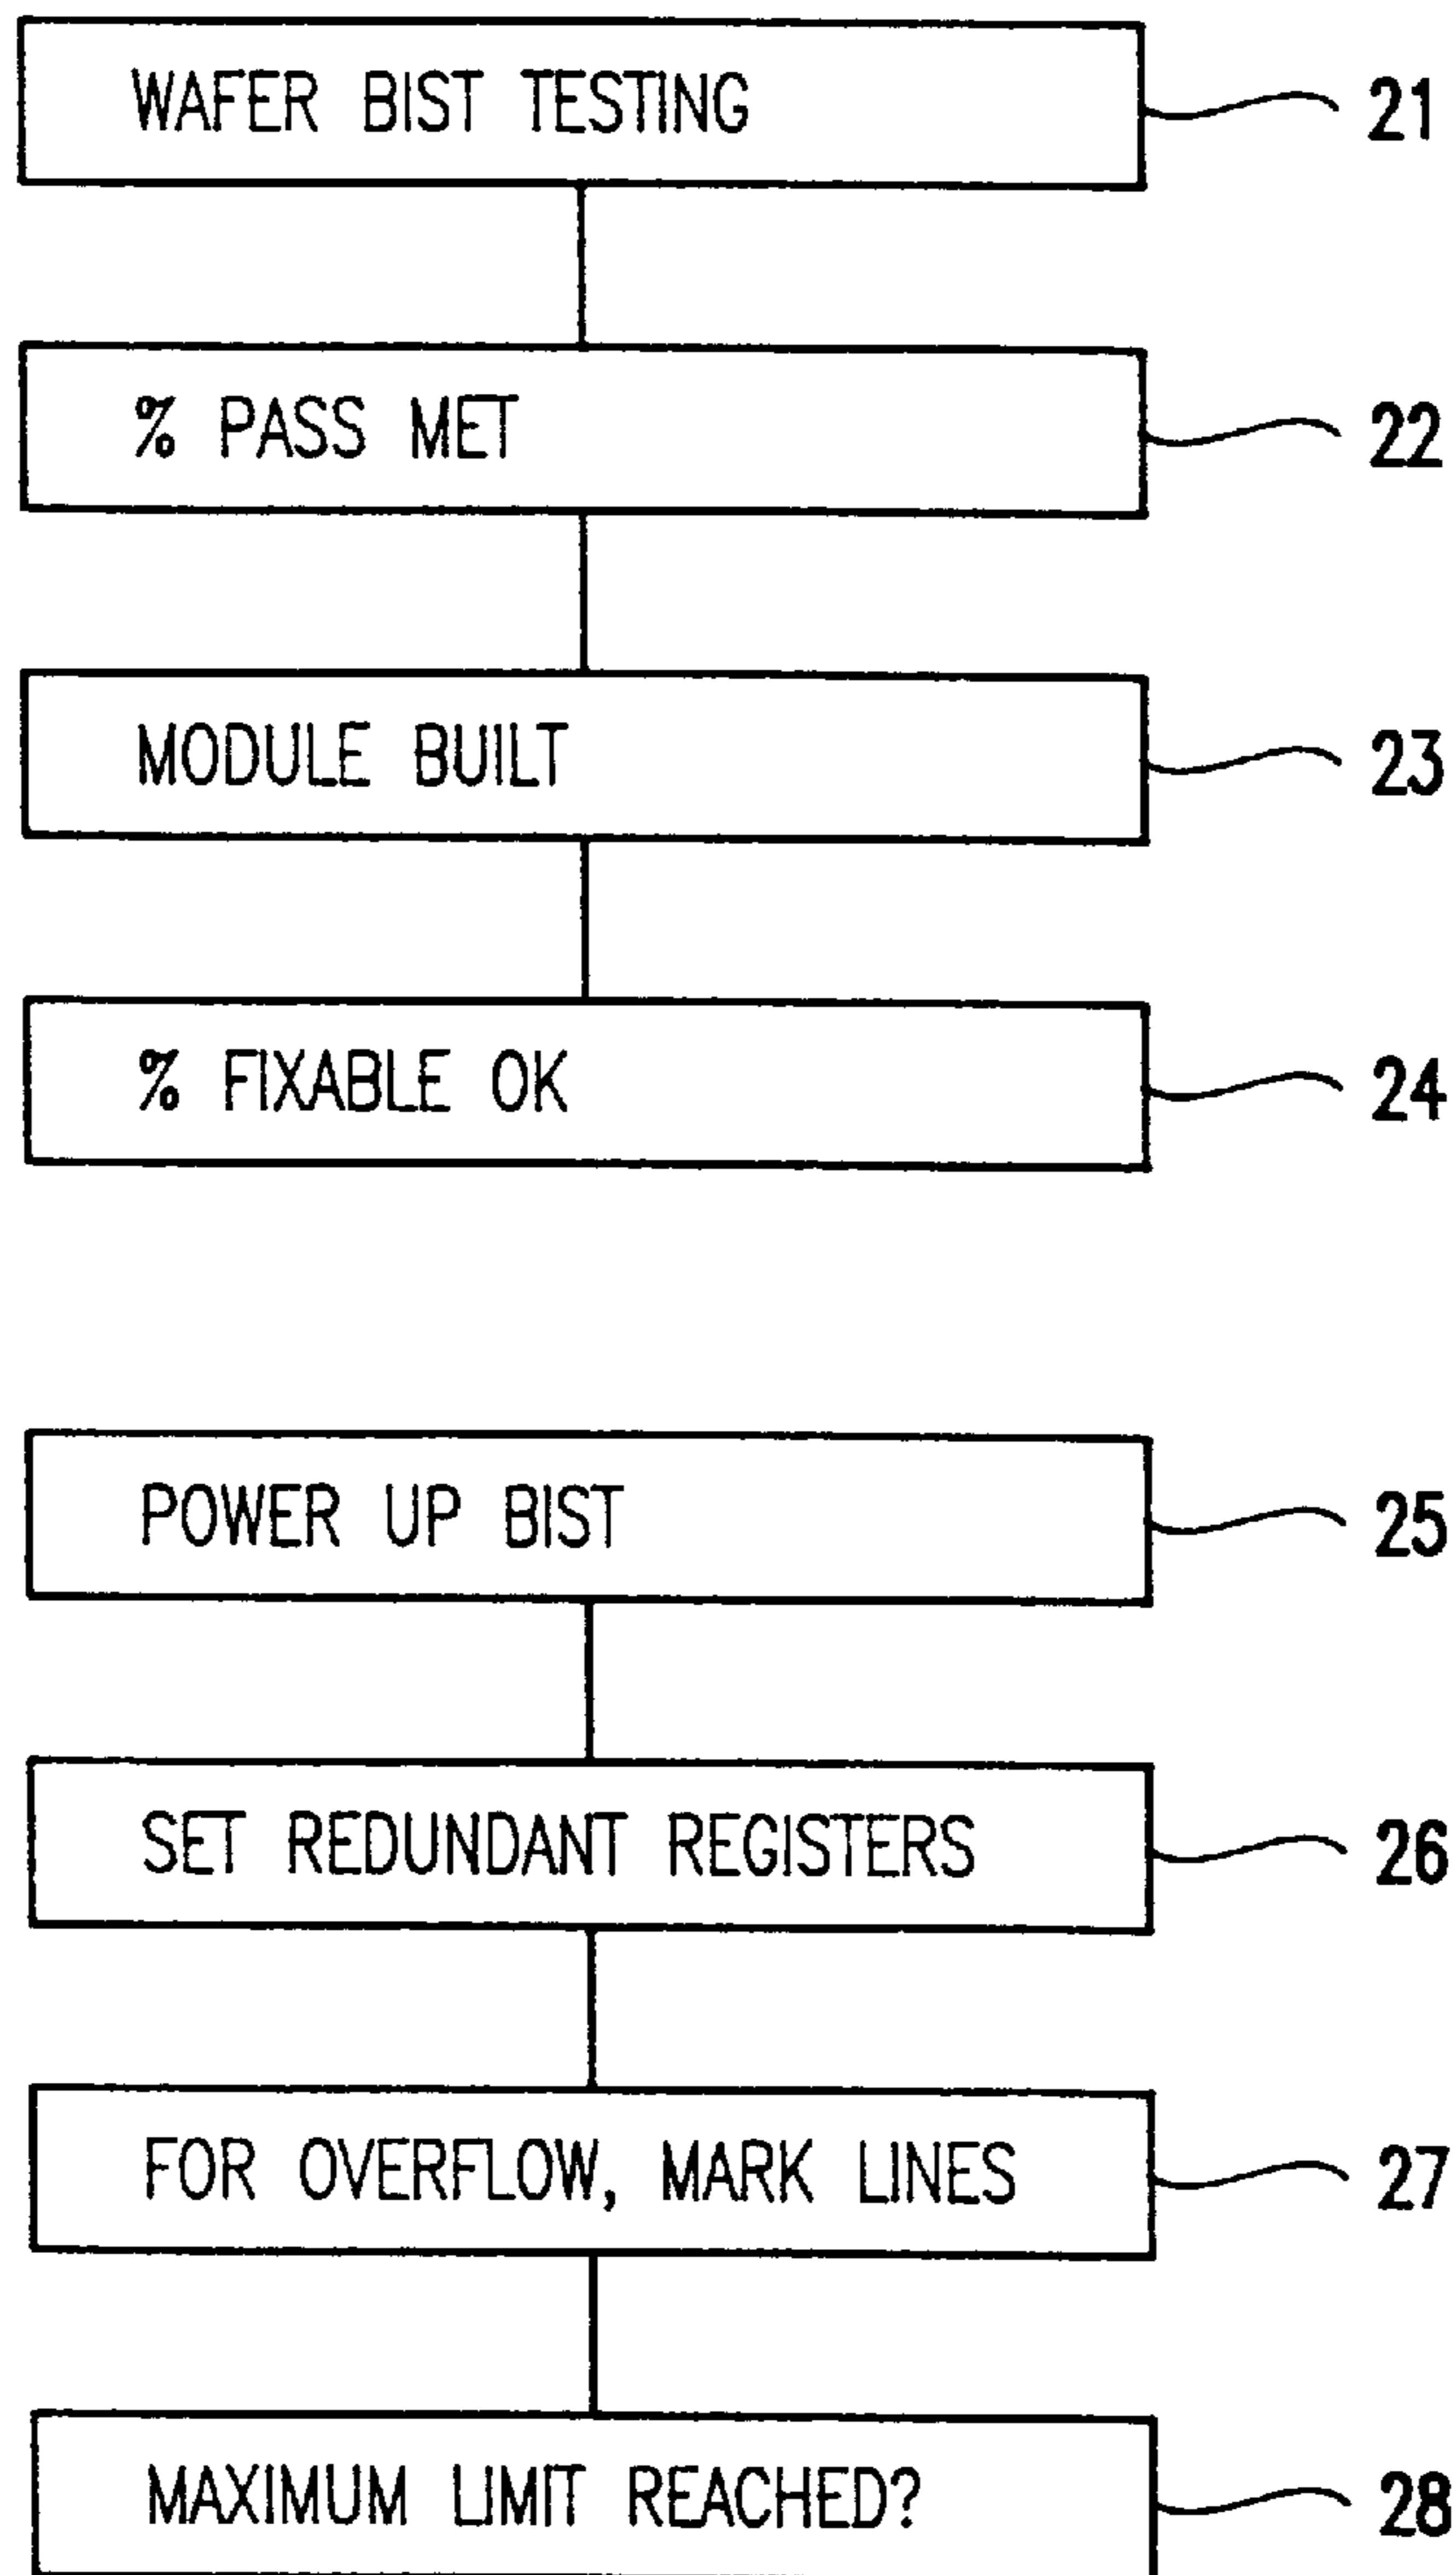 WAFER BIST TESTING 21
% PASS MET 22
MODULE BUILT 23
% FIXABLE OK 24
POWER UP BIST 25
SET REDUNDANT REGISTERS 26
FOR OVERFLOW, MARK LINES 27
MAXIMUM LIMIT REACHED? 28